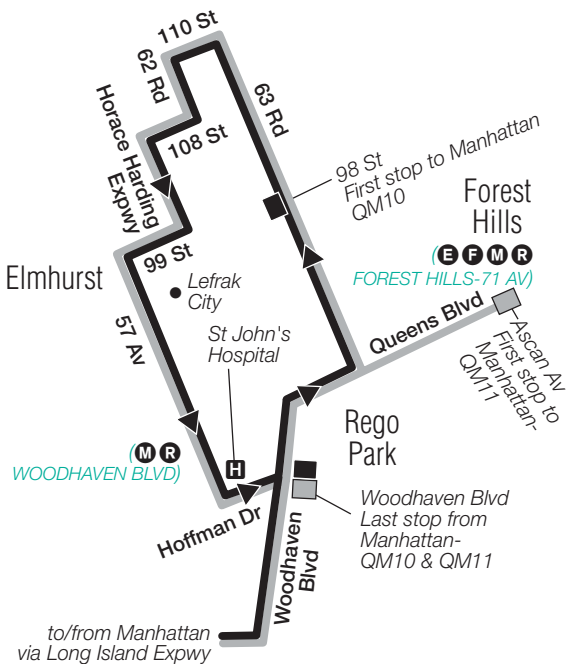 110 St
62 Rd
63 Rd
Horace Harding
Expwy
108 St
98 St
First stop to Manhattan
QM10
Forest
Hills
(E F M R
FOREST HILLS-71 AV)
99 St
Elmhurst
Lefrak
City
57 Av
St John's
Hospital
Queens Blvd
Ascan Av
First stop to
Manhattan-
QM11
Rego
Park
(M R
WOODHAVEN BLVD)
H
Hoffman Dr
Woodhaven
Blvd
Woodhaven Blvd
Last stop from
Manhattan-
QM10 & QM11
to/from Manhattan
via Long Island Expwy